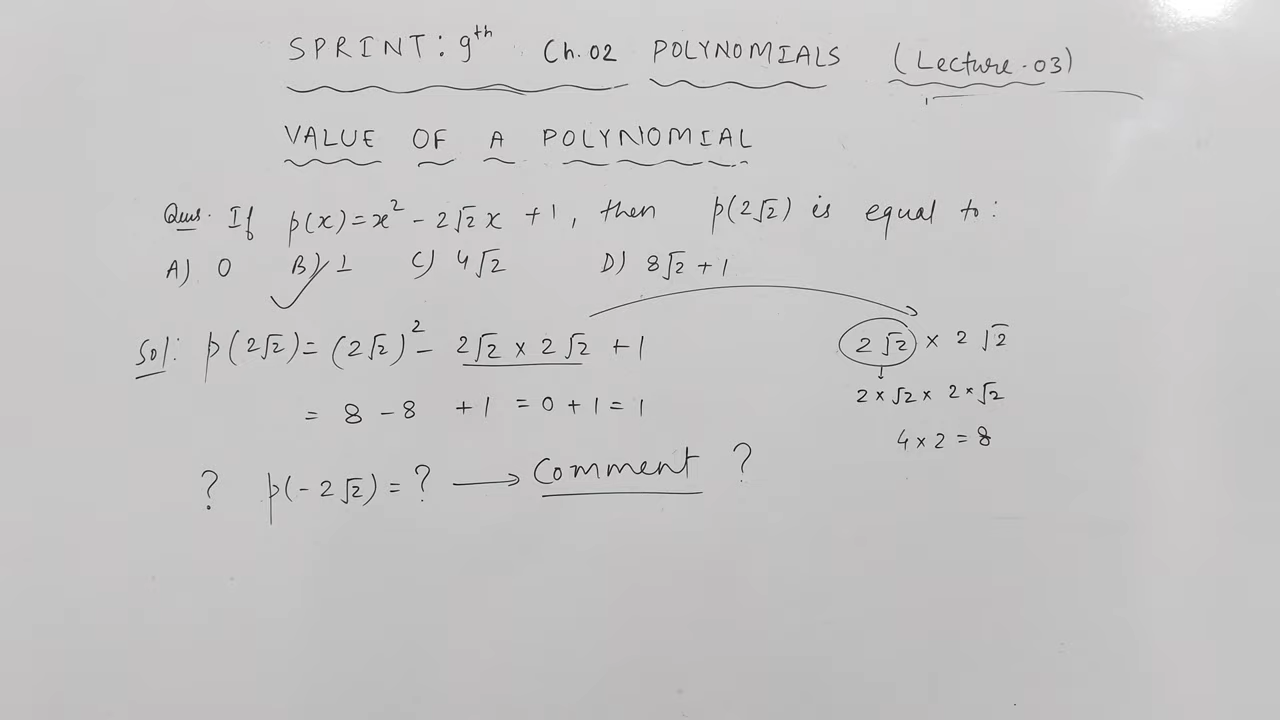 SPRINT: 9th Ch.02 POLYNOMIALS (Lecture-03)
VALUE OF A POLYNOMIAL
Ques. If p(x)=x² - 2√2x +1, then p(2√2) is equal to:
A) 0 B) 1 C) 4√2 D) 8√2 + 1
Sol: p(2√2) = (2√2)² - 2√2 × 2√2 + 1
2√2 × 2√2
2 × √2 × 2 × √2
= 8 - 8 + 1 = 0 + 1 = 1
4 × 2 = 8
? p(-2√2) = ? → Comment ?